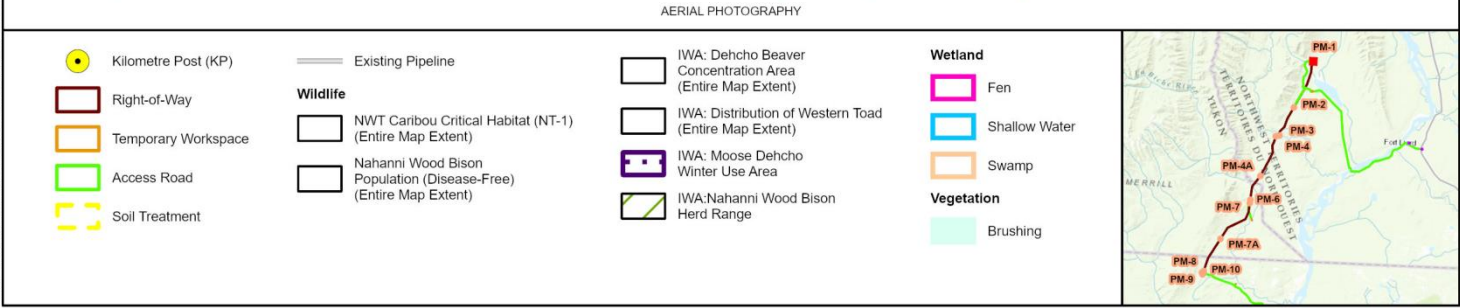 AERIAL PHOTOGRAPHY
Kilometre Post (KP)
Right-of-Way
Temporary Workspace
Access Road
Soil Treatment
Existing Pipeline
Wildlife
NWT Caribou Critical Habitat (NT-1)
(Entire Map Extent)
Nahanni Wood Bison
Population (Disease-Free)
(Entire Map Extent)
IWA: Dehcho Beaver
Concentration Area
(Entire Map Extent)
IWA: Distribution of Western Toad
(Entire Map Extent)
IWA: Moose Dehcho
Winter Use Area
IWA:Nahanni Wood Bison
Herd Range
Wetland
Fen
Shallow Water
Swamp
Vegetation
Brushing
PM-1
PM-2
PM-3
PM-4
PM-4A
PM-6
PM-7
PM-7A
PM-8
PM-10
PM-9
YUKON
NORTHWEST TERRITORIES
TERRITOIRES DU NORD-OUEST
MERRILL
Fort Liard